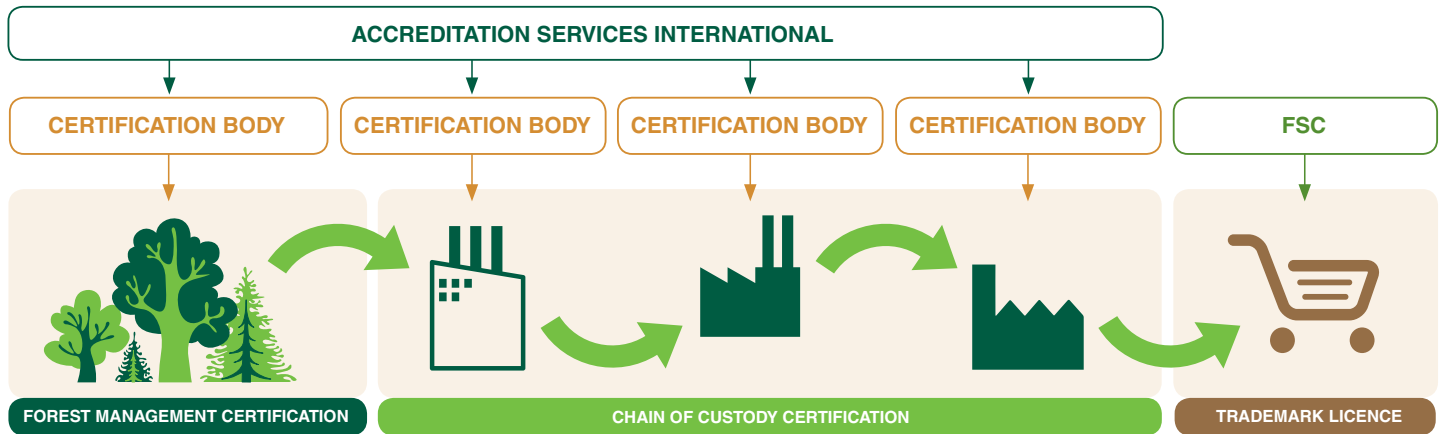 ACCREDITATION SERVICES INTERNATIONAL
CERTIFICATION BODY
CERTIFICATION BODY
CERTIFICATION BODY
CERTIFICATION BODY
FSC
FOREST MANAGEMENT CERTIFICATION
CHAIN OF CUSTODY CERTIFICATION
TRADEMARK LICENCE